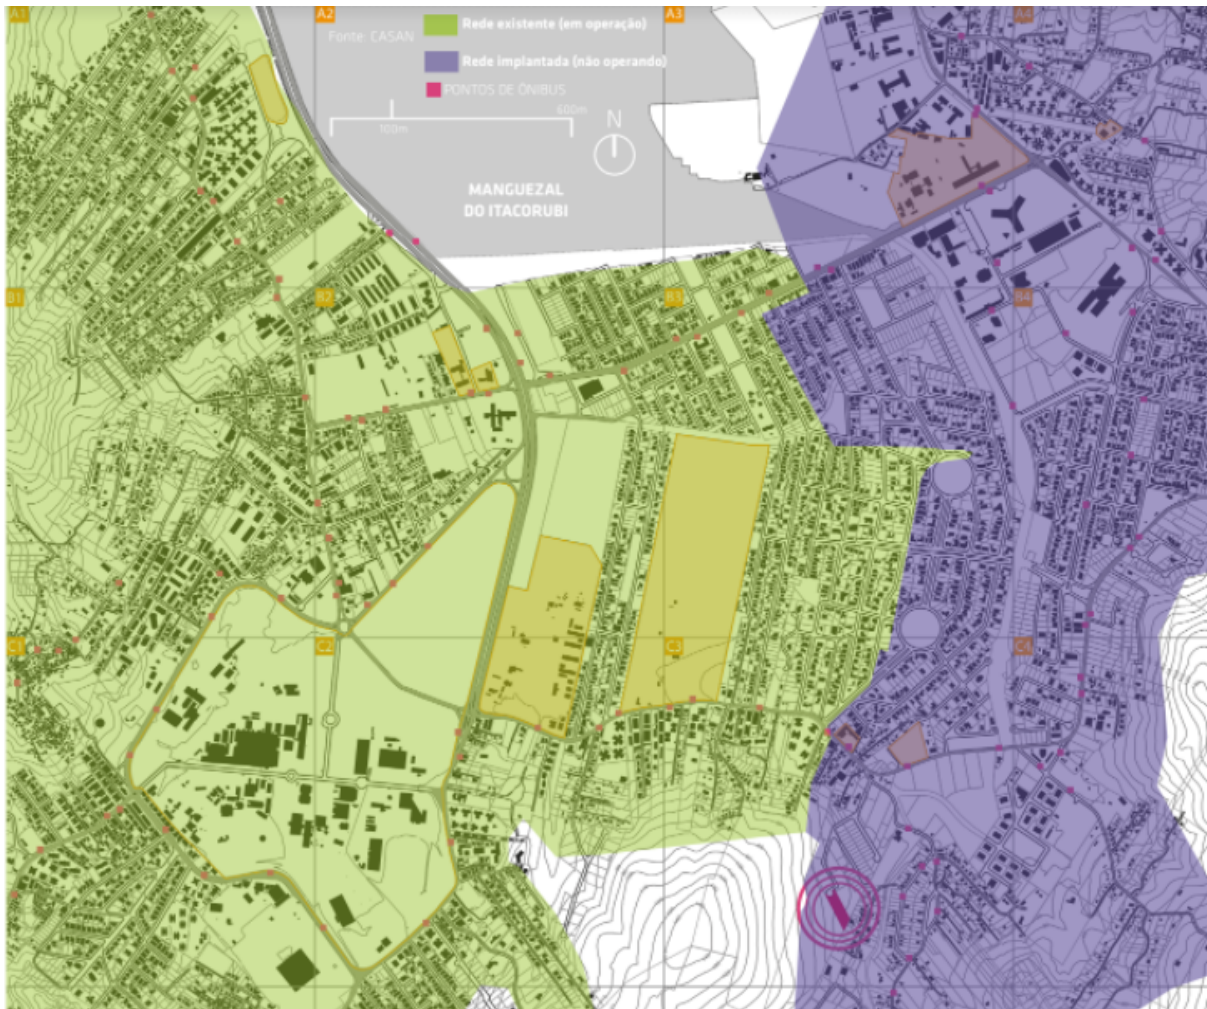 A1
A2
A3
A4
Rede existente (em operação)
Fonte CASAN
Rede implantada (não operando)
PONTOS DE ÔNIBUS
600m
100m
N
MANGUEZAL
DO ITACORUBI
B1
B2
B3
B4
C1
C2
C3
C4